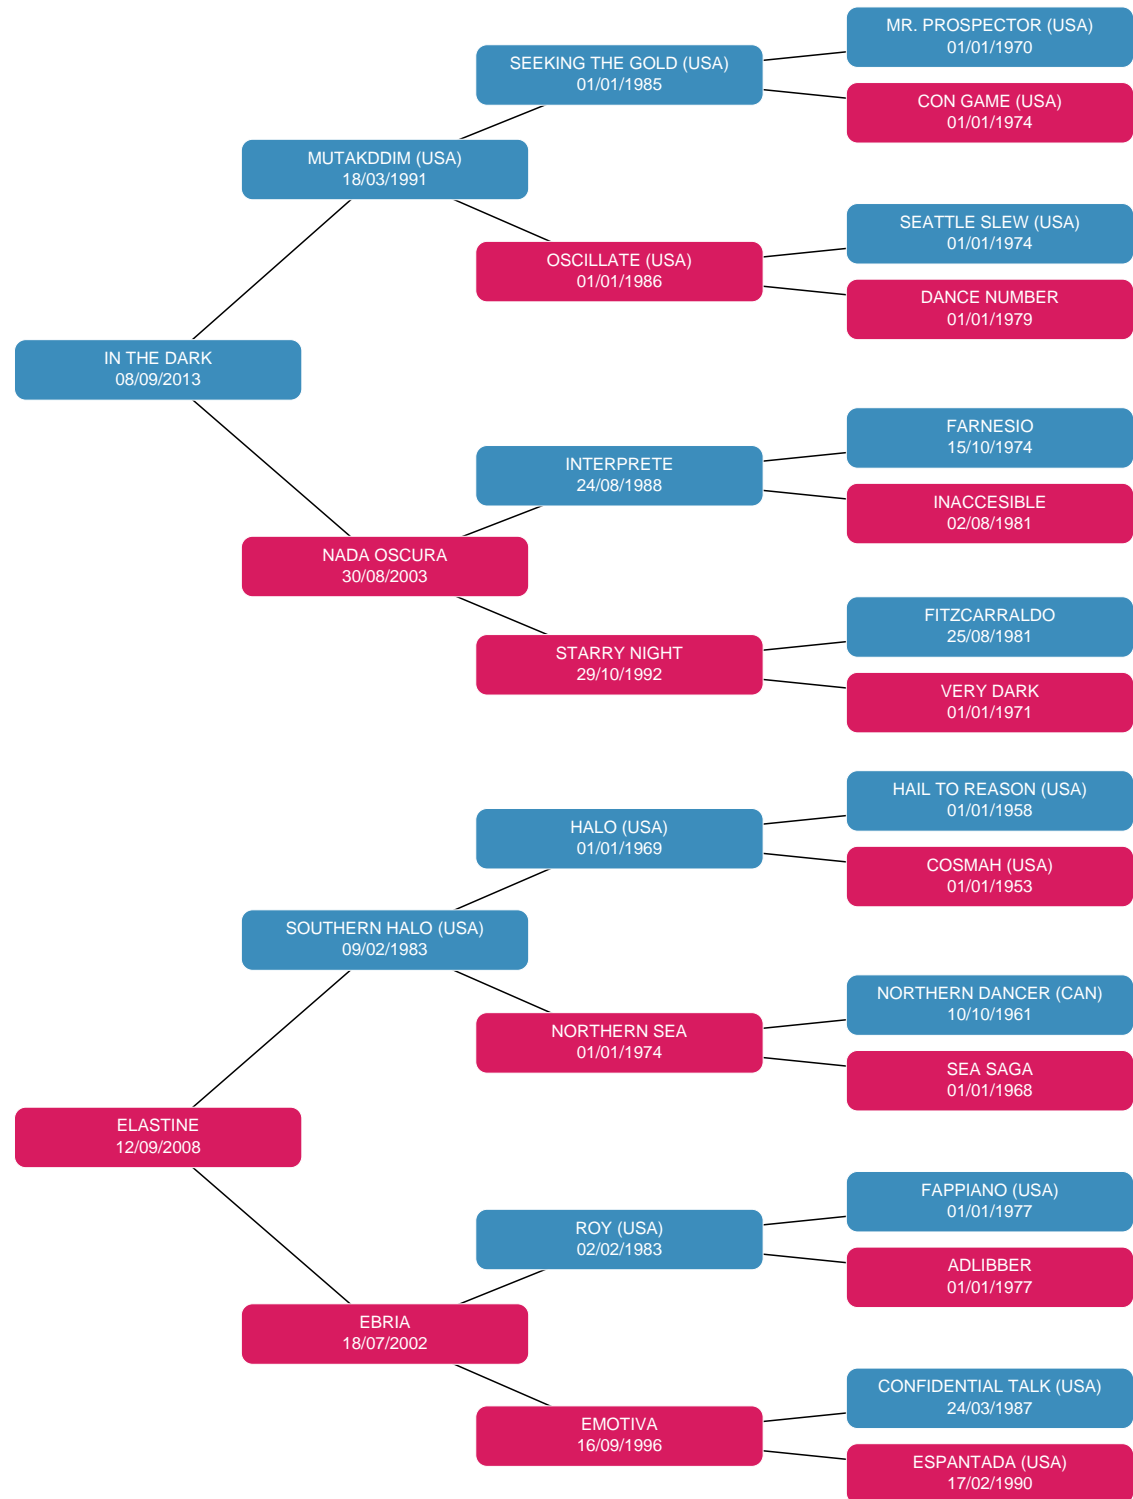 MR. PROSPECTOR (USA)
01/01/1970
SEEKING THE GOLD (USA)
01/01/1985
CON GAME (USA)
01/01/1974
MUTAKDDIM (USA)
18/03/1991
SEATTLE SLEW (USA)
01/01/1974
OSCILLATE (USA)
01/01/1986
DANCE NUMBER
01/01/1979
IN THE DARK
08/09/2013
FARNESIO
15/10/1974
INTERPRETE
24/08/1988
INACCESIBLE
02/08/1981
NADA OSCURA
30/08/2003
FITZCARRALDO
25/08/1981
STARRY NIGHT
29/10/1992
VERY DARK
01/01/1971
HAIL TO REASON (USA)
01/01/1958
HALO (USA)
01/01/1969
COSMAH (USA)
01/01/1953
SOUTHERN HALO (USA)
09/02/1983
NORTHERN DANCER (CAN)
10/10/1961
NORTHERN SEA
01/01/1974
SEA SAGA
01/01/1968
ELASTINE
12/09/2008
FAPPIANO (USA)
01/01/1977
ROY (USA)
02/02/1983
ADLIBBER
01/01/1977
EBRIA
18/07/2002
CONFIDENTIAL TALK (USA)
24/03/1987
EMOTIVA
16/09/1996
ESPANTADA (USA)
17/02/1990